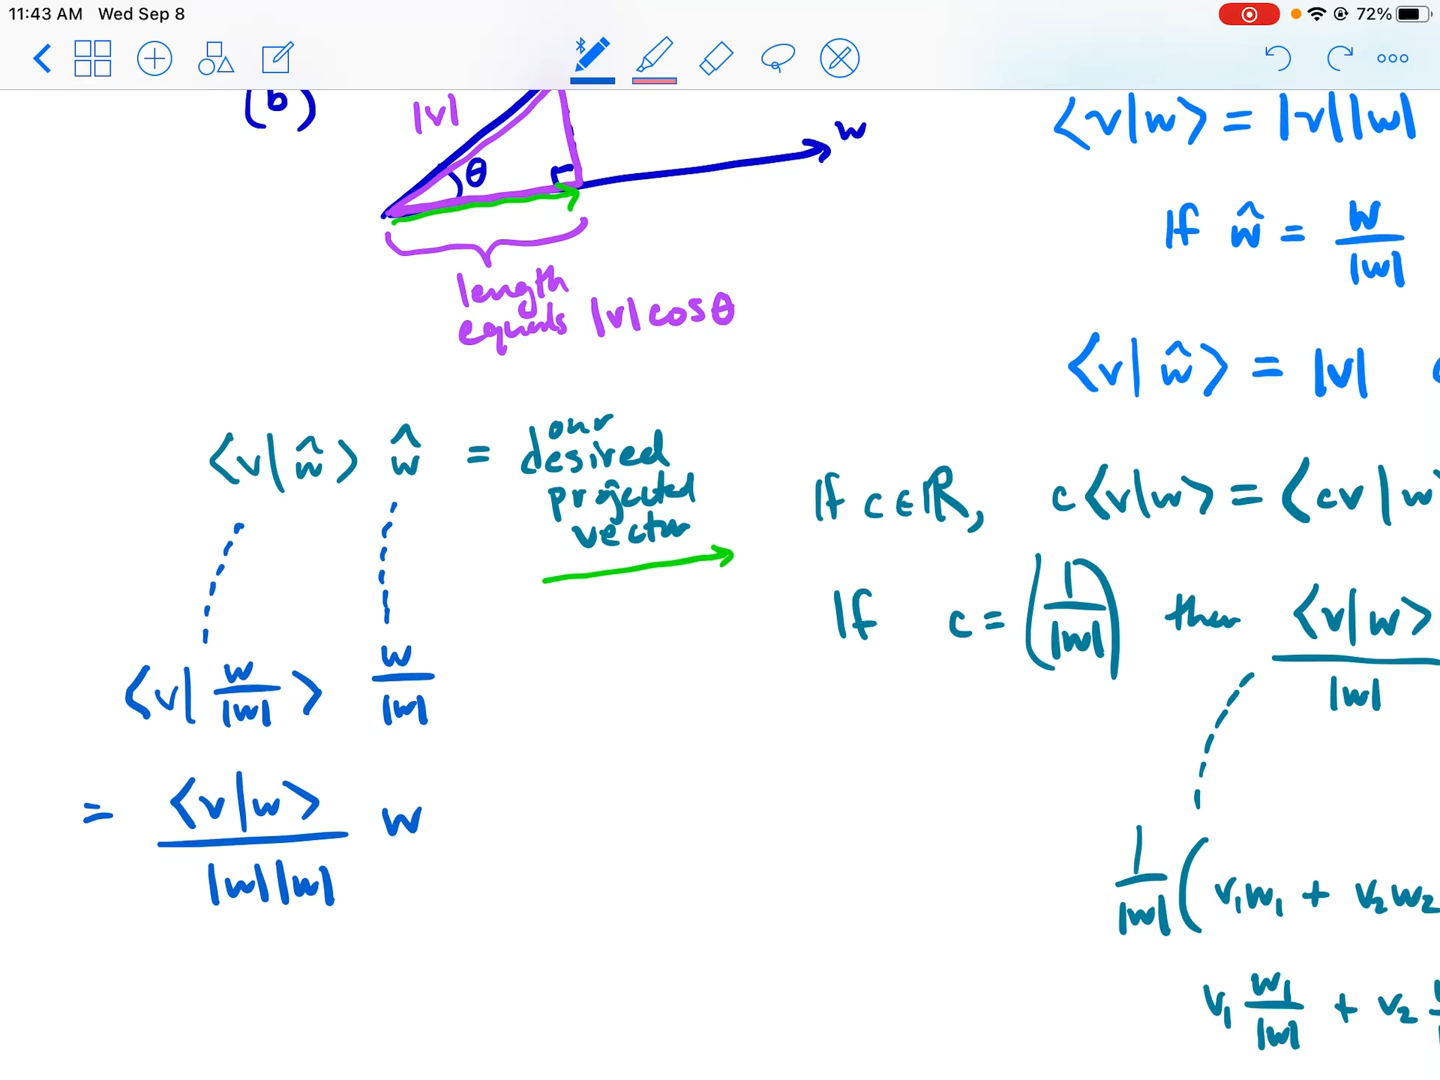 11:43 AM Wed Sep 8
72%
(b)
|v|
θ
w
length
equals |v| cos θ
⟨v|w⟩ = |v||w|
If ŵ = w/|w|
⟨v|ŵ⟩ = |v|
⟨v|ŵ⟩ ŵ = our desired
projected
vector
If c ∈ ℝ, c⟨v|w⟩ = ⟨cv|w
If c = (1/|w|) then ⟨v|w⟩/|w|
⟨v| w/|w| ⟩ w/|w|
= ⟨v|w⟩/|w||w| w
1/|w| ( v₁w₁ + v₂w₂
v₁ w₁/|w| + v₂